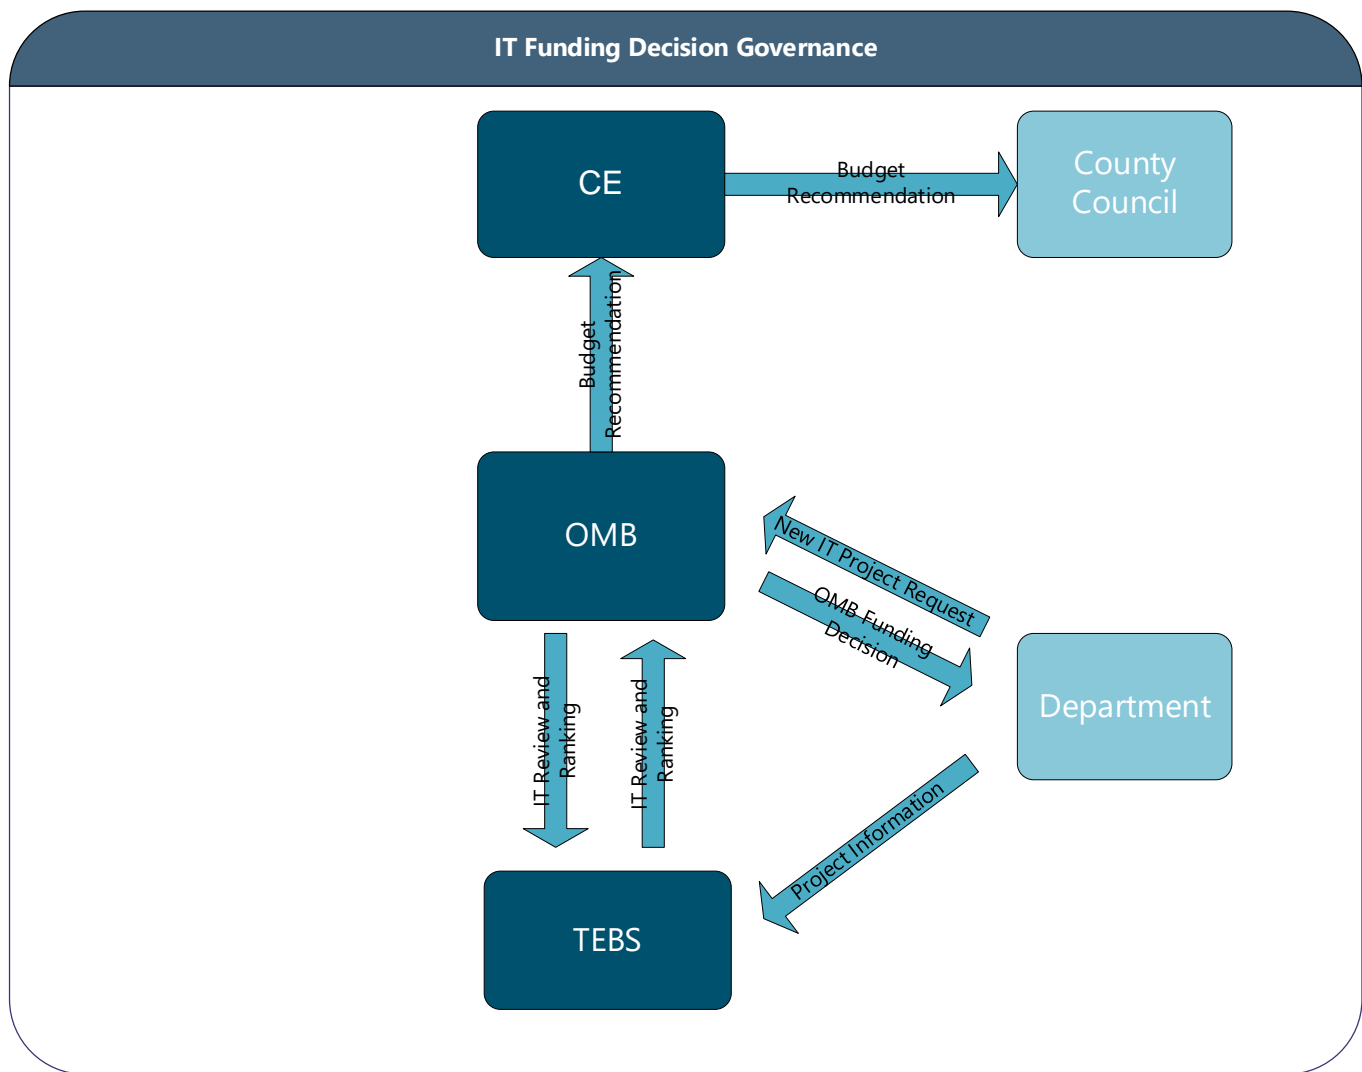 IT Funding Decision Governance
CE
Budget
Recommendation
County
Council
Budget
Recommendation
OMB
New IT Project Request
OMB Funding
Decision
Department
IT Review and
Ranking
IT Review and
Ranking
Project Information
TEBS